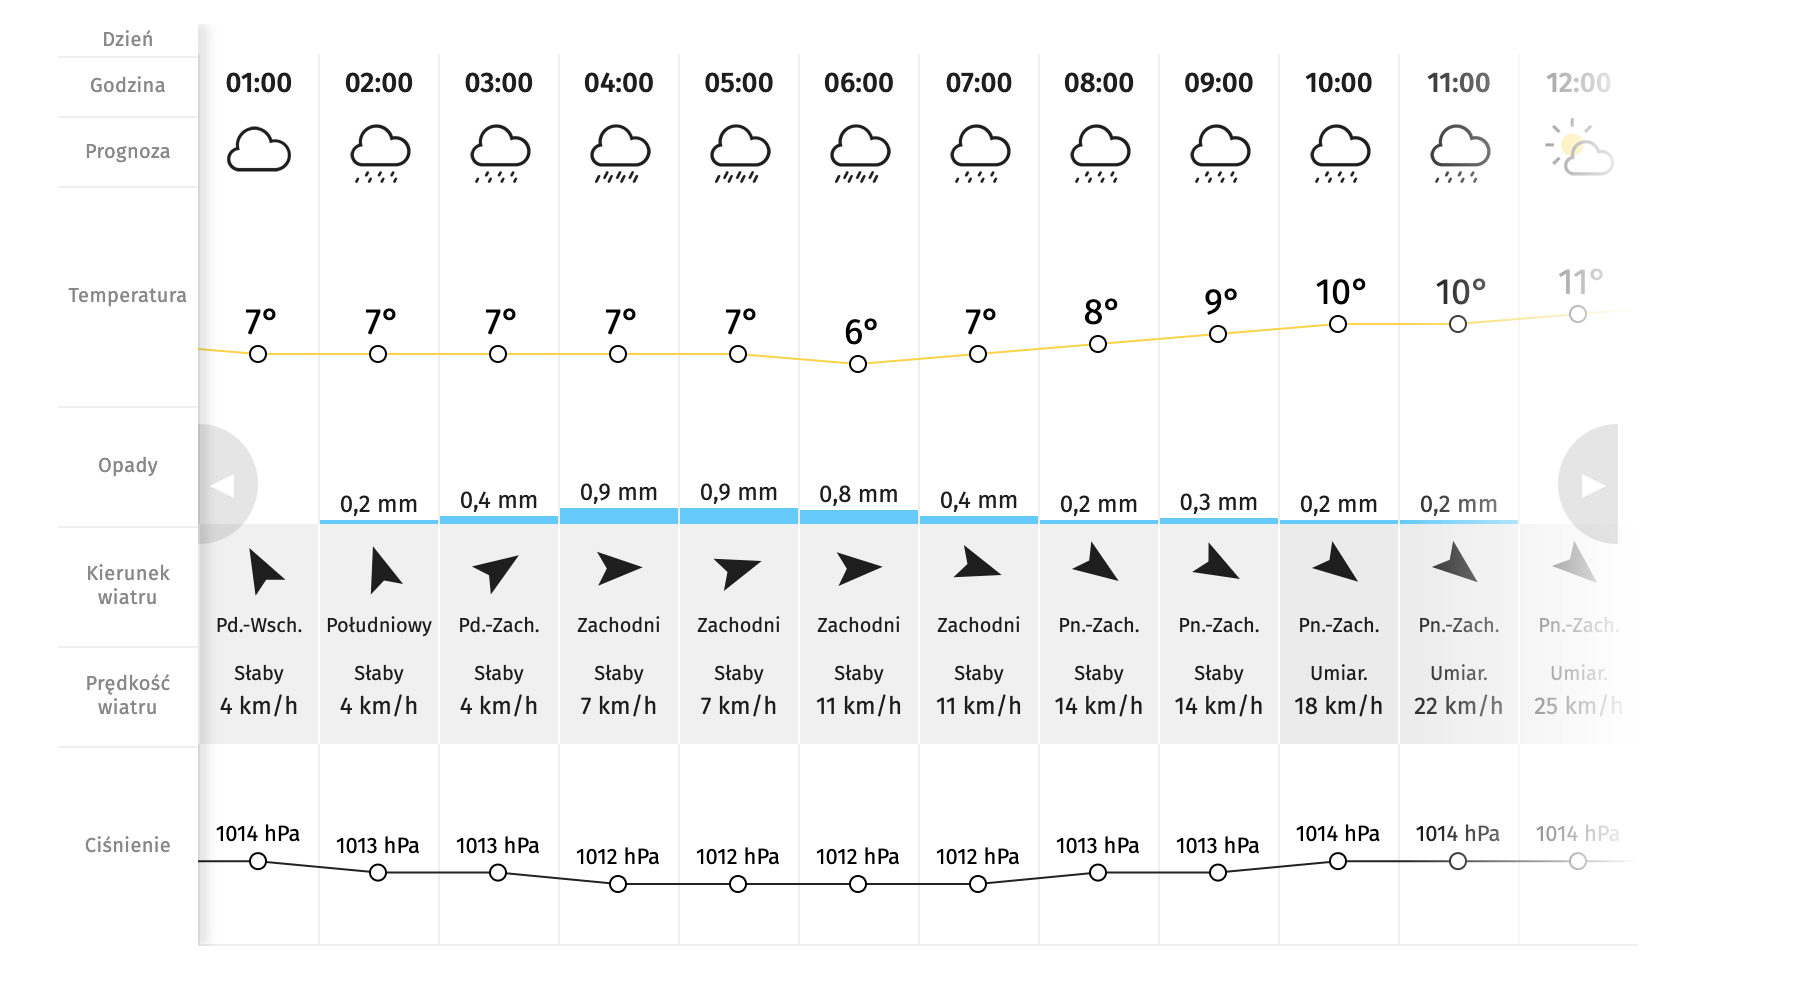 Dzień
Godzina
01:00 02:00 03:00 04:00 05:00 06:00 07:00 08:00 09:00 10:00 11:00 12:00
Prognoza
Temperatura
7° 7° 7° 7° 7° 6° 7° 8° 9° 10° 10° 11°
Opady
0,2 mm 0,4 mm 0,9 mm 0,9 mm 0,8 mm 0,4 mm 0,2 mm 0,3 mm 0,2 mm 0,2 mm
Kierunek
wiatru
Pd.-Wsch. Południowy Pd.-Zach. Zachodni Zachodni Zachodni Zachodni Pn.-Zach. Pn.-Zach. Pn.-Zach. Pn.-Zach. Pn.-Zach.
Prędkość
wiatru
Słaby Słaby Słaby Słaby Słaby Słaby Słaby Słaby Słaby Umiar. Umiar. Umiar.
4 km/h 4 km/h 4 km/h 7 km/h 7 km/h 11 km/h 11 km/h 14 km/h 14 km/h 18 km/h 22 km/h 25 km/h
Ciśnienie
1014 hPa 1013 hPa 1013 hPa 1012 hPa 1012 hPa 1012 hPa 1012 hPa 1013 hPa 1013 hPa 1014 hPa 1014 hPa 1014 hPa